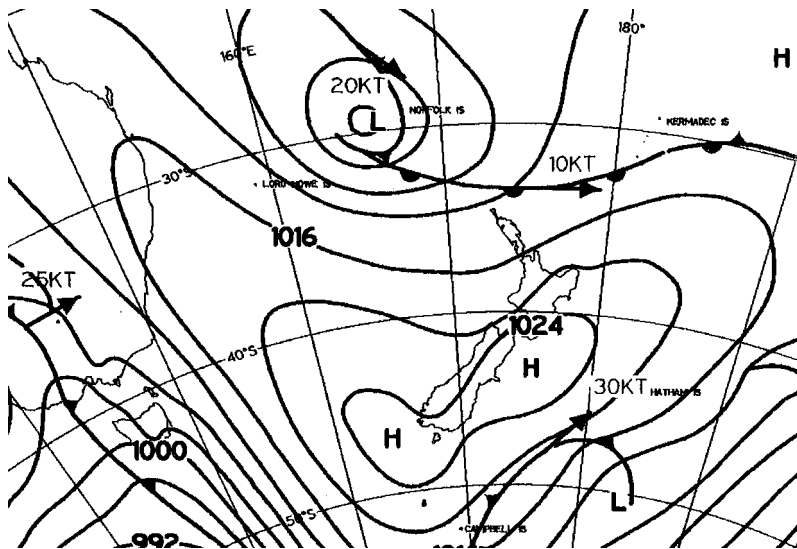 180°
160°E
H
20KT
L
NORFOLK IS
KERMADEC IS
30°S
LORD HOWE IS
10KT
1016
25KT
1024
40°S
H
30KT
HATHAM IS
H
1000
L
50°S
CAMPBELL IS
992